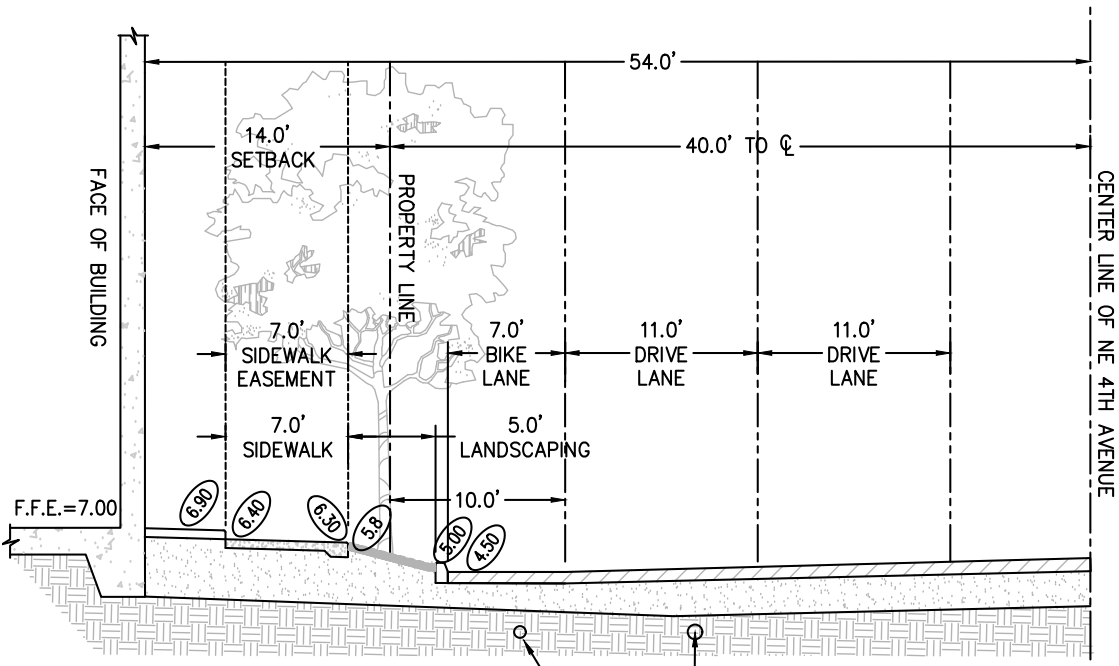 54.0'
14.0'
SETBACK
40.0' TO ℄
FACE OF BUILDING
PROPERTY LINE
CENTER LINE OF NE 4TH AVENUE
7.0'
SIDEWALK
EASEMENT
7.0'
BIKE
LANE
11.0'
DRIVE
LANE
11.0'
DRIVE
LANE
7.0'
SIDEWALK
5.0'
LANDSCAPING
10.0'
F.F.E.=7.00
6.90
6.40
6.30
5.8
5.00
4.50